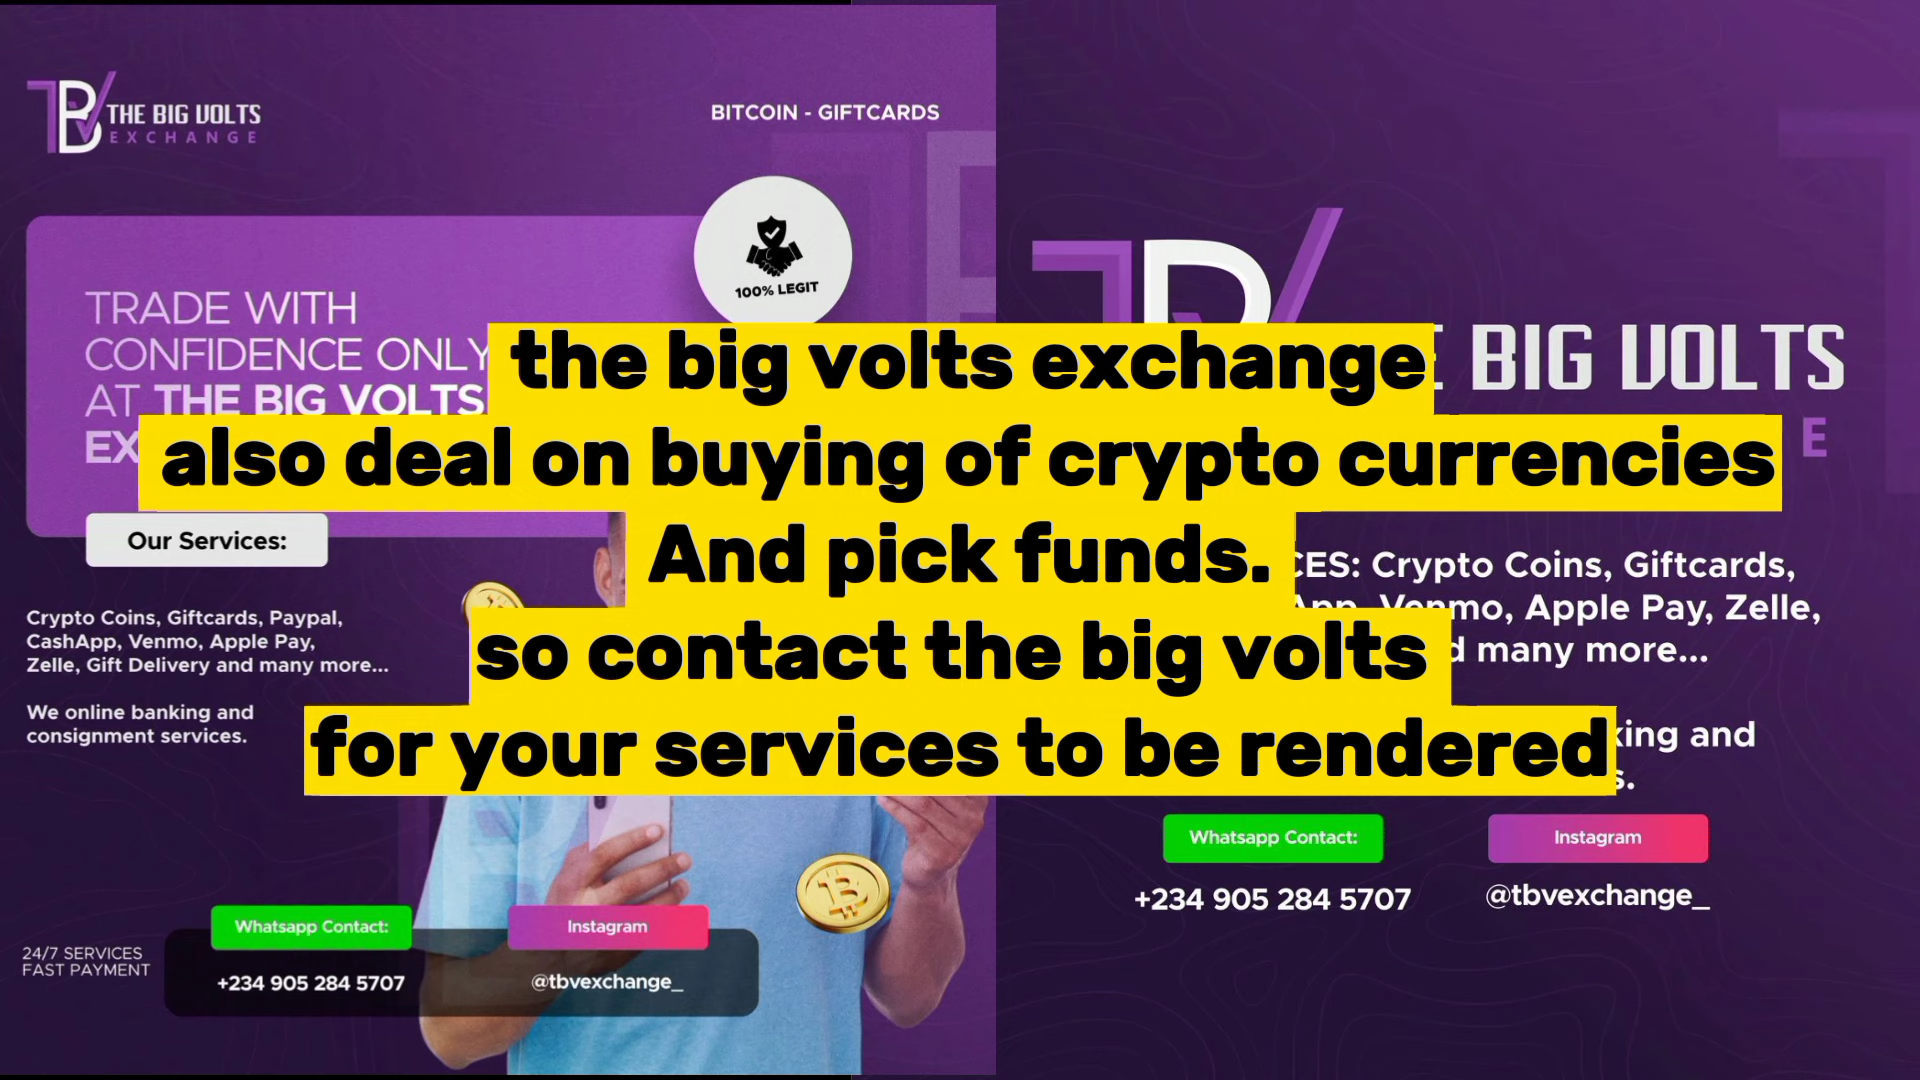 THE BIG VOLTS
EXCHANGE
BITCOIN - GIFTCARDS
100% LEGIT
TRADE WITH
CONFIDENCE ONLY
AT THE BIG VOLTS
EX
the big volts exchange
also deal on buying of crypto currencies
And pick funds.
so contact the big volts
for your services to be rendered
Our Services:
Crypto Coins, Giftcards, Paypal,
CashApp, Venmo, Apple Pay,
Zelle, Gift Delivery and many more...
We online banking and
consignment services.
24/7 SERVICES
FAST PAYMENT
Whatsapp Contact:
+234 905 284 5707
Instagram
@tbvexchange_
BIG VOLTS
E
CES: Crypto Coins, Giftcards,
App, Venmo, Apple Pay, Zelle,
d many more...
king and
s.
Whatsapp Contact:
+234 905 284 5707
Instagram
@tbvexchange_